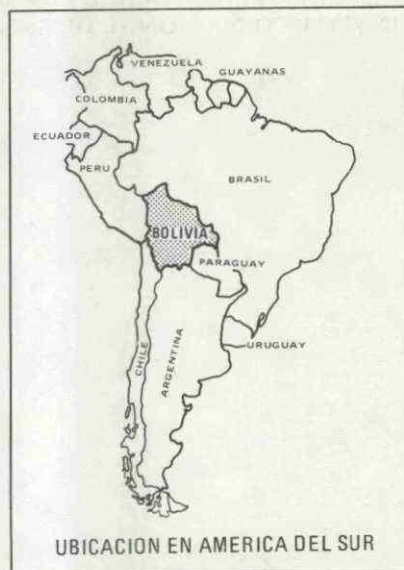 VENEZUELA
GUAYANAS
COLOMBIA
ECUADOR
PERU
BRASIL
BOLIVIA
PARAGUAY
CHILE
ARGENTINA
URUGUAY
UBICACION EN AMERICA DEL SUR